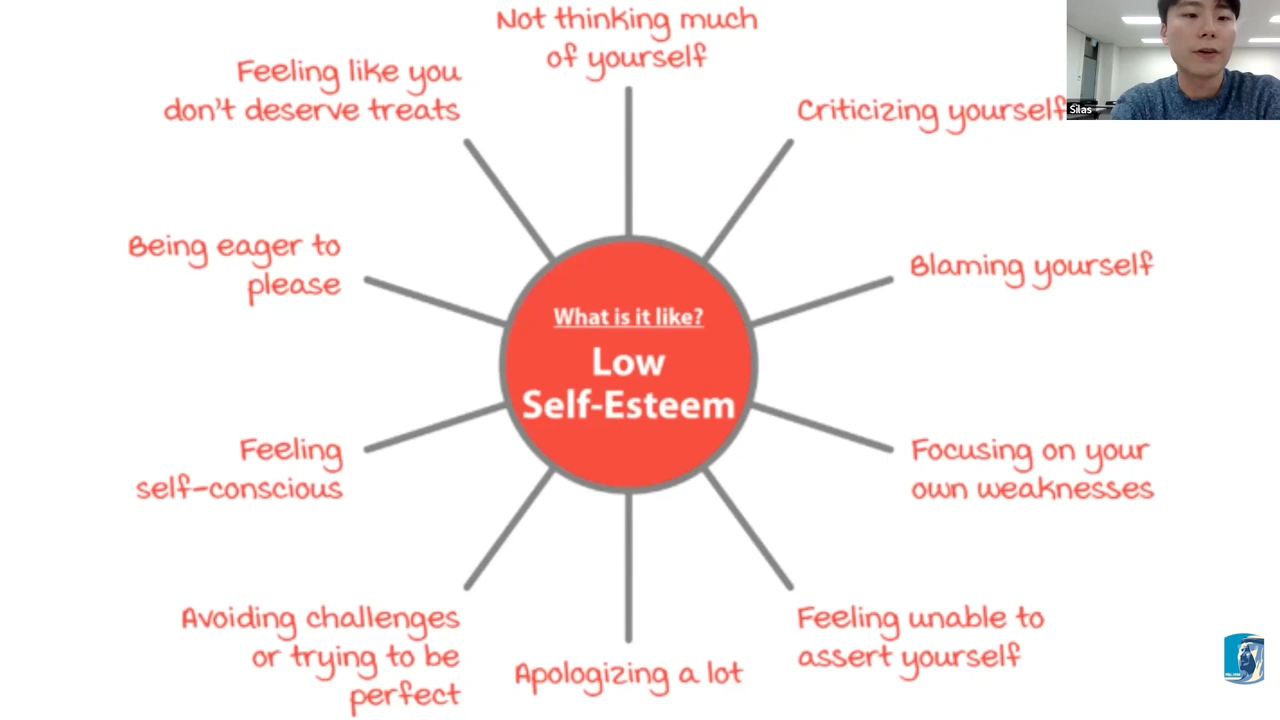 Not thinking much
of yourself
Criticizing yourself
Silas
Blaming yourself
Focusing on your
own weaknesses
Feeling unable to
assert yourself
Apologizing a lot
Avoiding challenges
or trying to be
perfect
Feeling
self-conscious
Being eager to
please
Feeling like you
don't deserve treats
What is it like?
Low
Self-Esteem